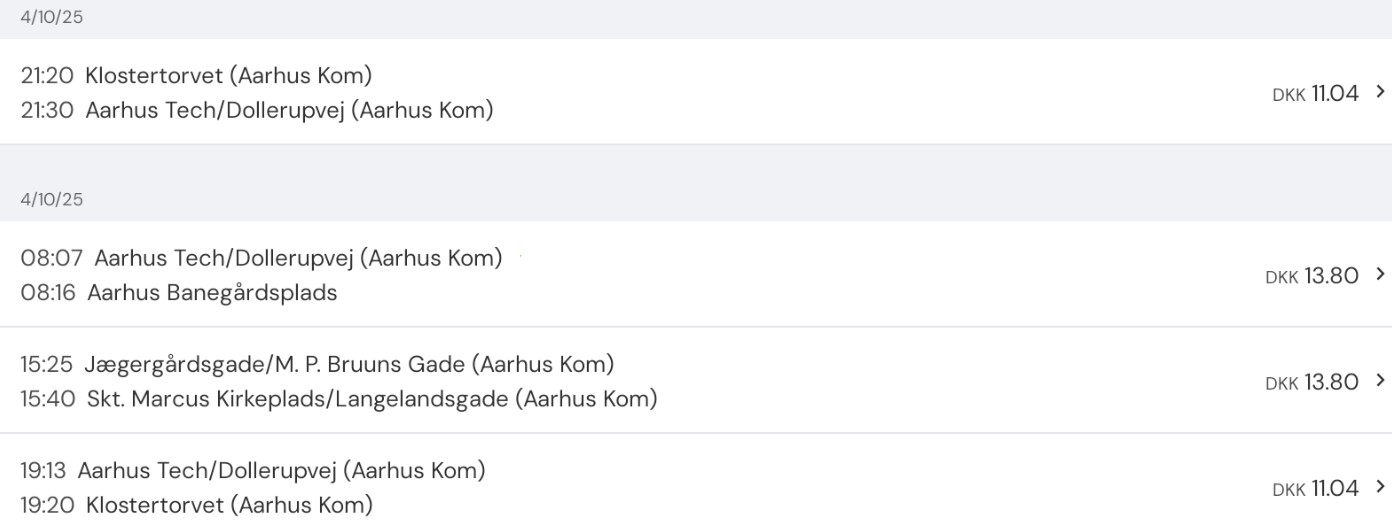 4/10/25
21:20 Klostertorvet (Aarhus Kom)
21:30 Aarhus Tech/Dollerupvej (Aarhus Kom)
DKK 11.04
4/10/25
08:07 Aarhus Tech/Dollerupvej (Aarhus Kom)
08:16 Aarhus Banegårdsplads
DKK 13.80
15:25 Jægergårdsgade/M. P. Bruuns Gade (Aarhus Kom)
15:40 Skt. Marcus Kirkeplads/Langelandsgade (Aarhus Kom)
DKK 13.80
19:13 Aarhus Tech/Dollerupvej (Aarhus Kom)
19:20 Klostertorvet (Aarhus Kom)
DKK 11.04